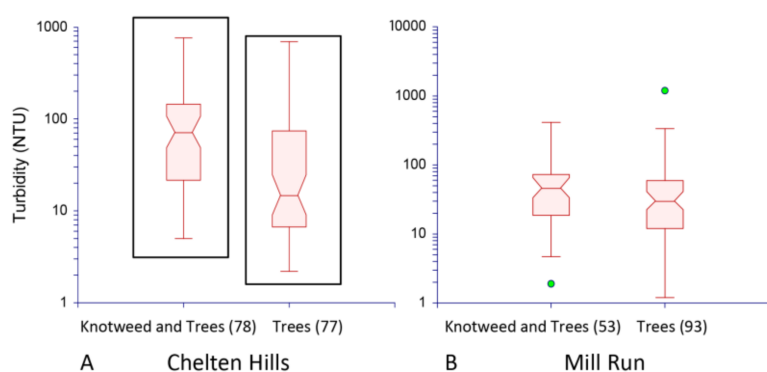 Turbidity (NTU)
1000
100
10
1
Knotweed and Trees (78) Trees (77)
A Chelten Hills
10000
1000
100
10
1
Knotweed and Trees (53) Trees (93)
B Mill Run